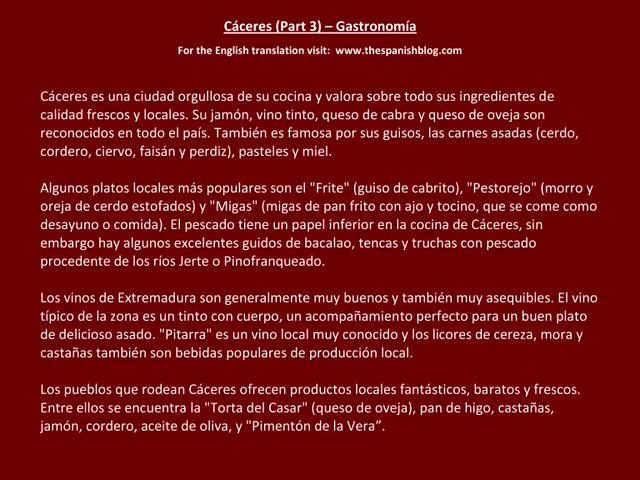 Cáceres (Part 3) – Gastronomía
For the English translation visit: www.thespanishblog.com
Cáceres es una ciudad orgullosa de su cocina y valora sobre todo sus ingredientes de
calidad frescos y locales. Su jamón, vino tinto, queso de cabra y queso de oveja son
reconocidos en todo el país. También es famosa por sus guisos, las carnes asadas (cerdo,
cordero, ciervo, faisán y perdiz), pasteles y miel.
Algunos platos locales más populares son el "Frite" (guiso de cabrito), "Pestorejo" (morro y
oreja de cerdo estofados) y "Migas" (migas de pan frito con ajo y tocino, que se come como
desayuno o comida). El pescado tiene un papel inferior en la cocina de Cáceres, sin
embargo hay algunos excelentes guidos de bacalao, tencas y truchas con pescado
procedente de los ríos Jerte o Pinofranqueado.
Los vinos de Extremadura son generalmente muy buenos y también muy asequibles. El vino
típico de la zona es un tinto con cuerpo, un acompañamiento perfecto para un buen plato
de delicioso asado. "Pitarra" es un vino local muy conocido y los licores de cereza, mora y
castañas también son bebidas populares de producción local.
Los pueblos que rodean Cáceres ofrecen productos locales fantásticos, baratos y frescos.
Entre ellos se encuentra la "Torta del Casar" (queso de oveja), pan de higo, castañas,
jamón, cordero, aceite de oliva, y "Pimentón de la Vera”.